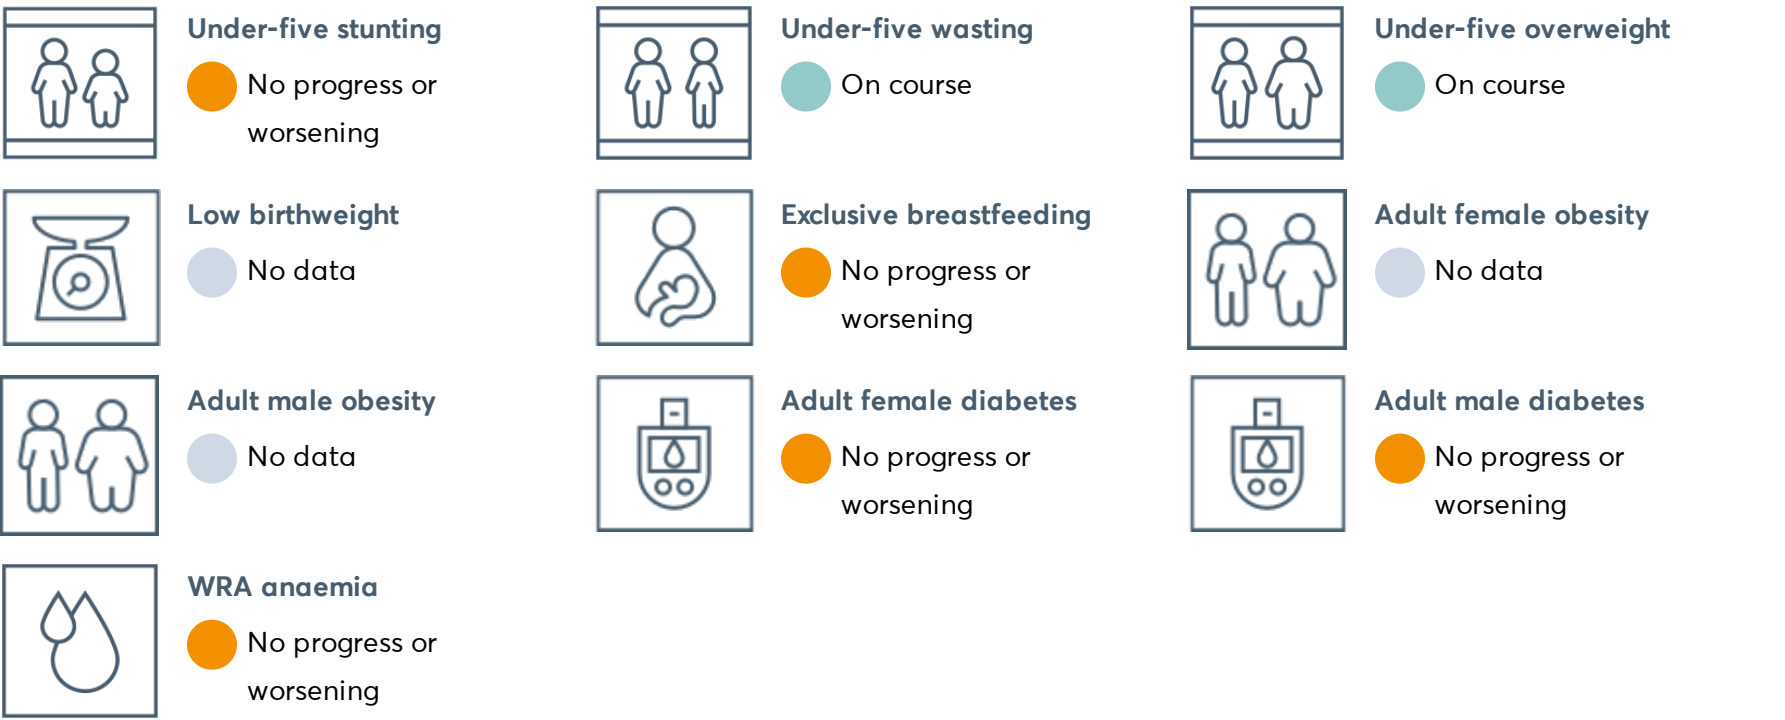 Under-five stunting
No progress or
worsening
Under-five wasting
On course
Under-five overweight
On course
Low birthweight
No data
Exclusive breastfeeding
No progress or
worsening
Adult female obesity
No data
Adult male obesity
No data
Adult female diabetes
No progress or
worsening
Adult male diabetes
No progress or
worsening
WRA anaemia
No progress or
worsening